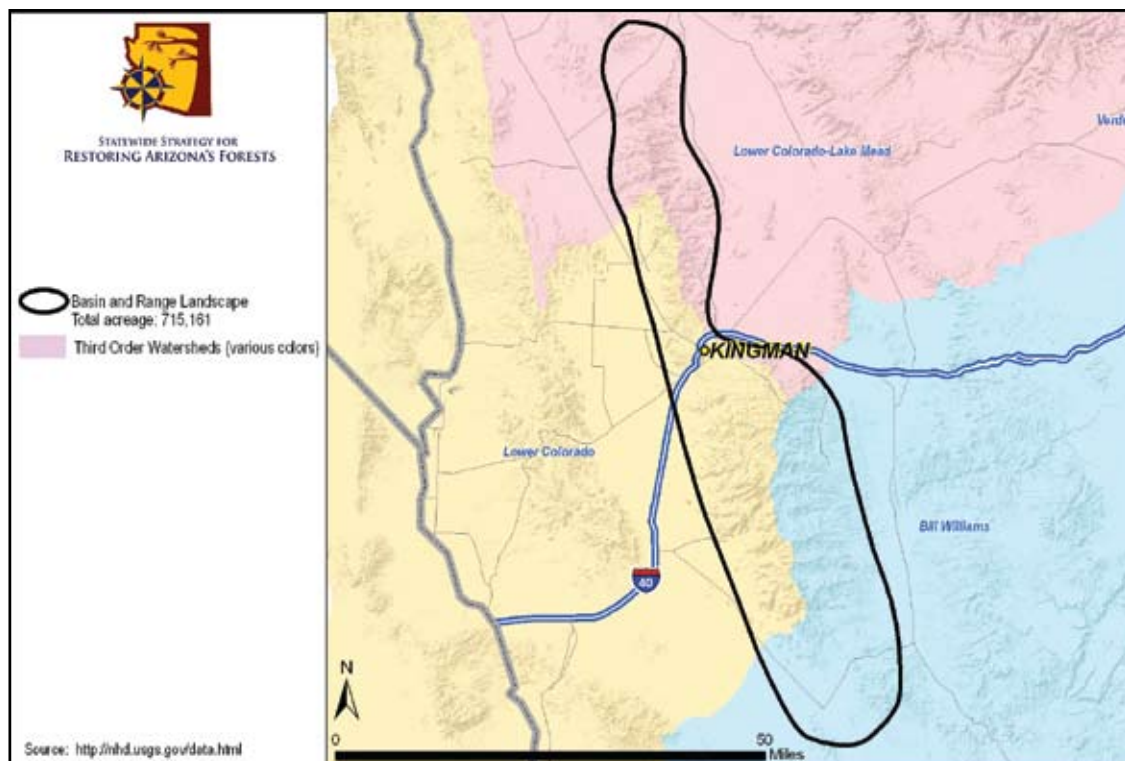 STATEWIDE STRATEGY FOR
RESTORING ARIZONA'S FORESTS
Basin and Range Landscape
Total acreage: 715,161
Third Order Watersheds (various colors)
Source: http://nhd.usgs.gov/data.html
Verde
Lower Colorado-Lake Mead
KINGMAN
Lower Colorado
Bill Williams
40
N
0
50
Miles